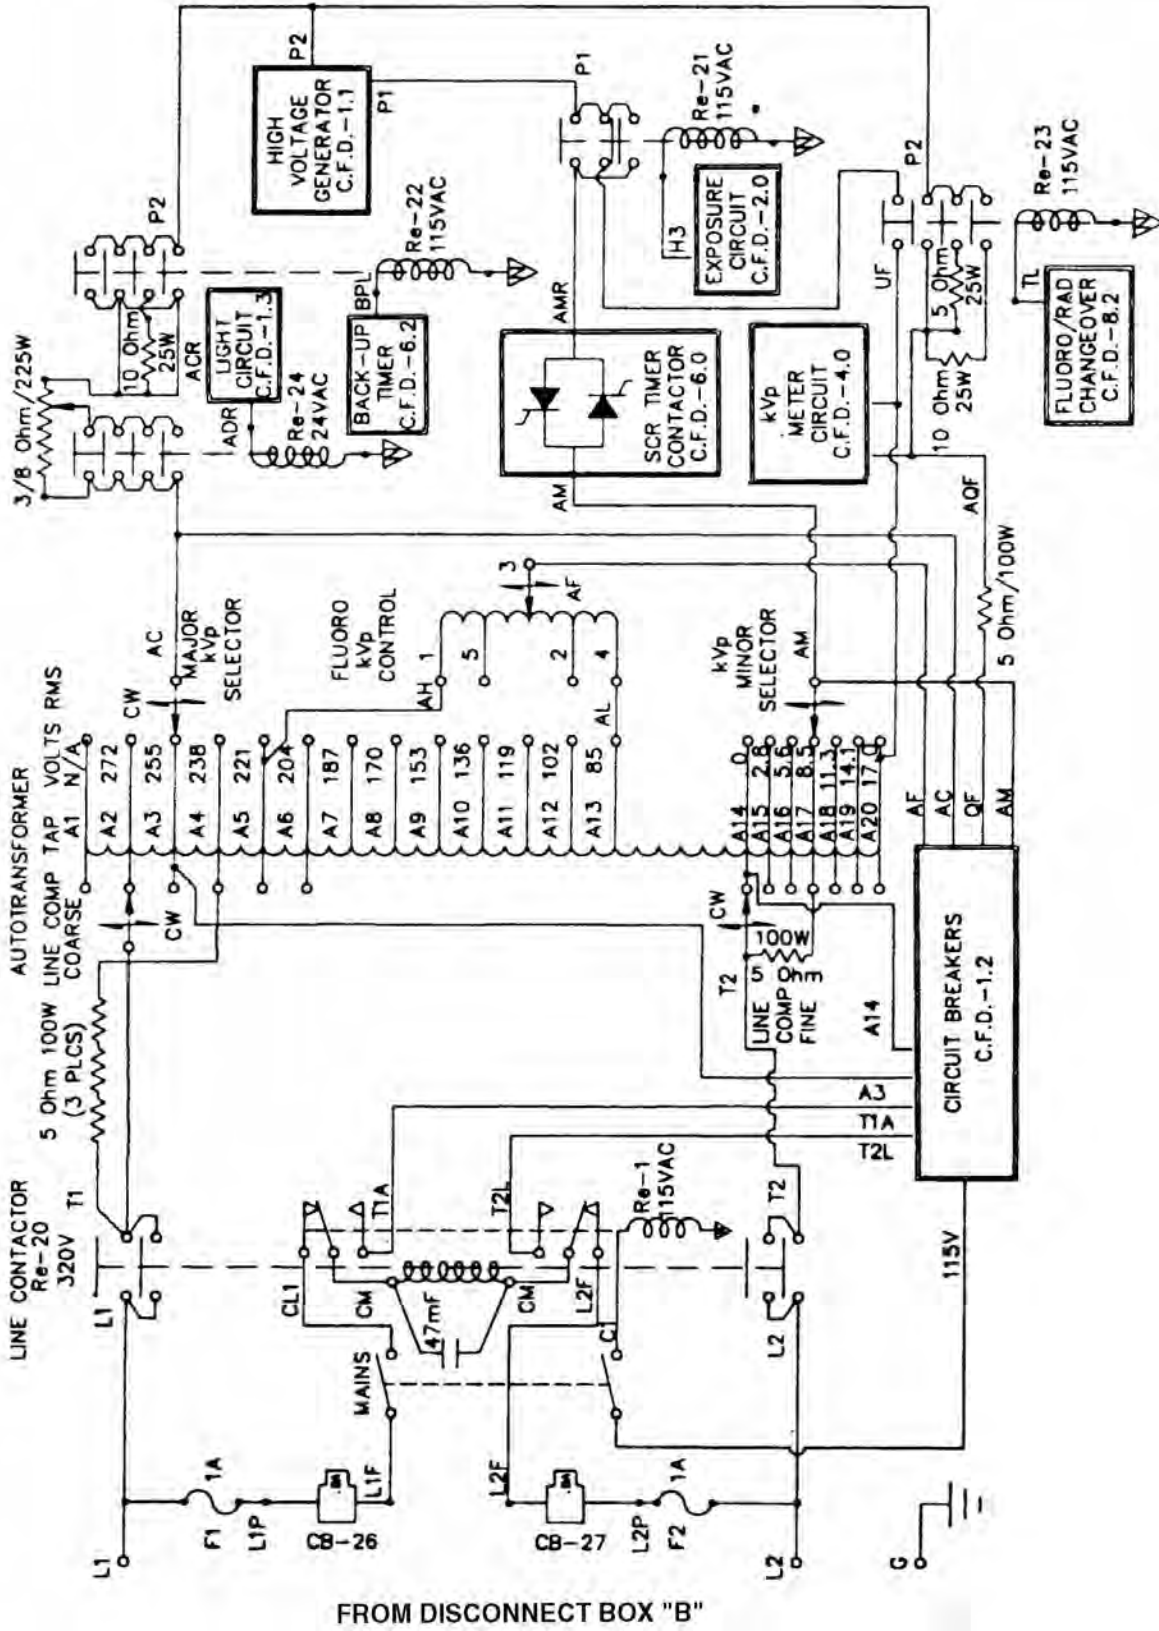 LINE CONTACTOR
Re-20
320V
T1
L1
5 Ohm 100W
(3 PLCS)
AUTOTRANSFORMER
LINE COMP TAP VOLTS RMS
COARSE
A1 N/A
A2 272
A3 255
A4 238
A5 221
A6 204
A7 187
A8 170
A9 153
A10 136
A11 119
A12 102
A13 85
A14 0
A15 2.8
A16 5.6
A17 8.5
A18 11.3
A19 14.1
A20 17.0
CW
CW
AC
MAJOR
kVp
SELECTOR
FLUORO
kVp
CONTROL
AH
1
5
2
4
AL
3
AF
kVp
MINOR
SELECTOR
AM
3/8 Ohm/225W
10 Ohm
25W
ACR
P2
LIGHT
CIRCUIT
C.F.D.-1.3
ADR
Re-24
24VAC
BACK-UP
TIMER
C.F.D.-6.2
BPL
Re-22
115VAC
HIGH
VOLTAGE
GENERATOR
C.F.D.-1.1
P2
P1
P1
Re-21
115VAC
H3
EXPOSURE
CIRCUIT
C.F.D.-2.0
AMR
SCR TIMER
CONTACTOR
C.F.D.-6.0
AM
kVp
METER
CIRCUIT
C.F.D.-4.0
UF
P2
5 Ohm
25W
10 Ohm
25W
Re-23
115VAC
TL
FLUORO/RAD
CHANGEOVER
C.F.D.-8.2
AQF
5 Ohm/100W
AF
AC
QF
AM
CIRCUIT BREAKERS
C.F.D.-1.2
A14
A3
T1A
T2L
115V
CW
100W
5 Ohm
T2
LINE
COMP
FINE
T1A
T2L
Re-1
115VAC
T2
CL1
CM
47mF
CM
L2F
C1
L2
MAINS
L1F
L2F
L1
F1
1A
L1P
CB-26
CB-27
L2P
F2
1A
L2
G
FROM DISCONNECT BOX "B"